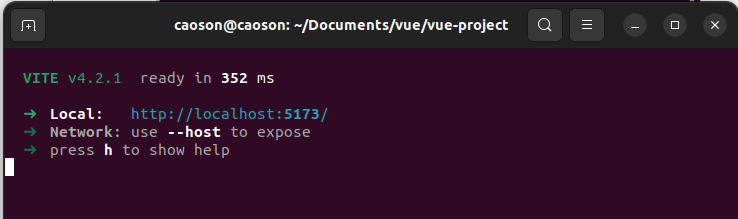 caoson@caoson: ~/Documents/vue/vue-project
VITE v4.2.1 ready in 352 ms
➜ Local: http://localhost:5173/
➜ Network: use --host to expose
➜ press h to show help